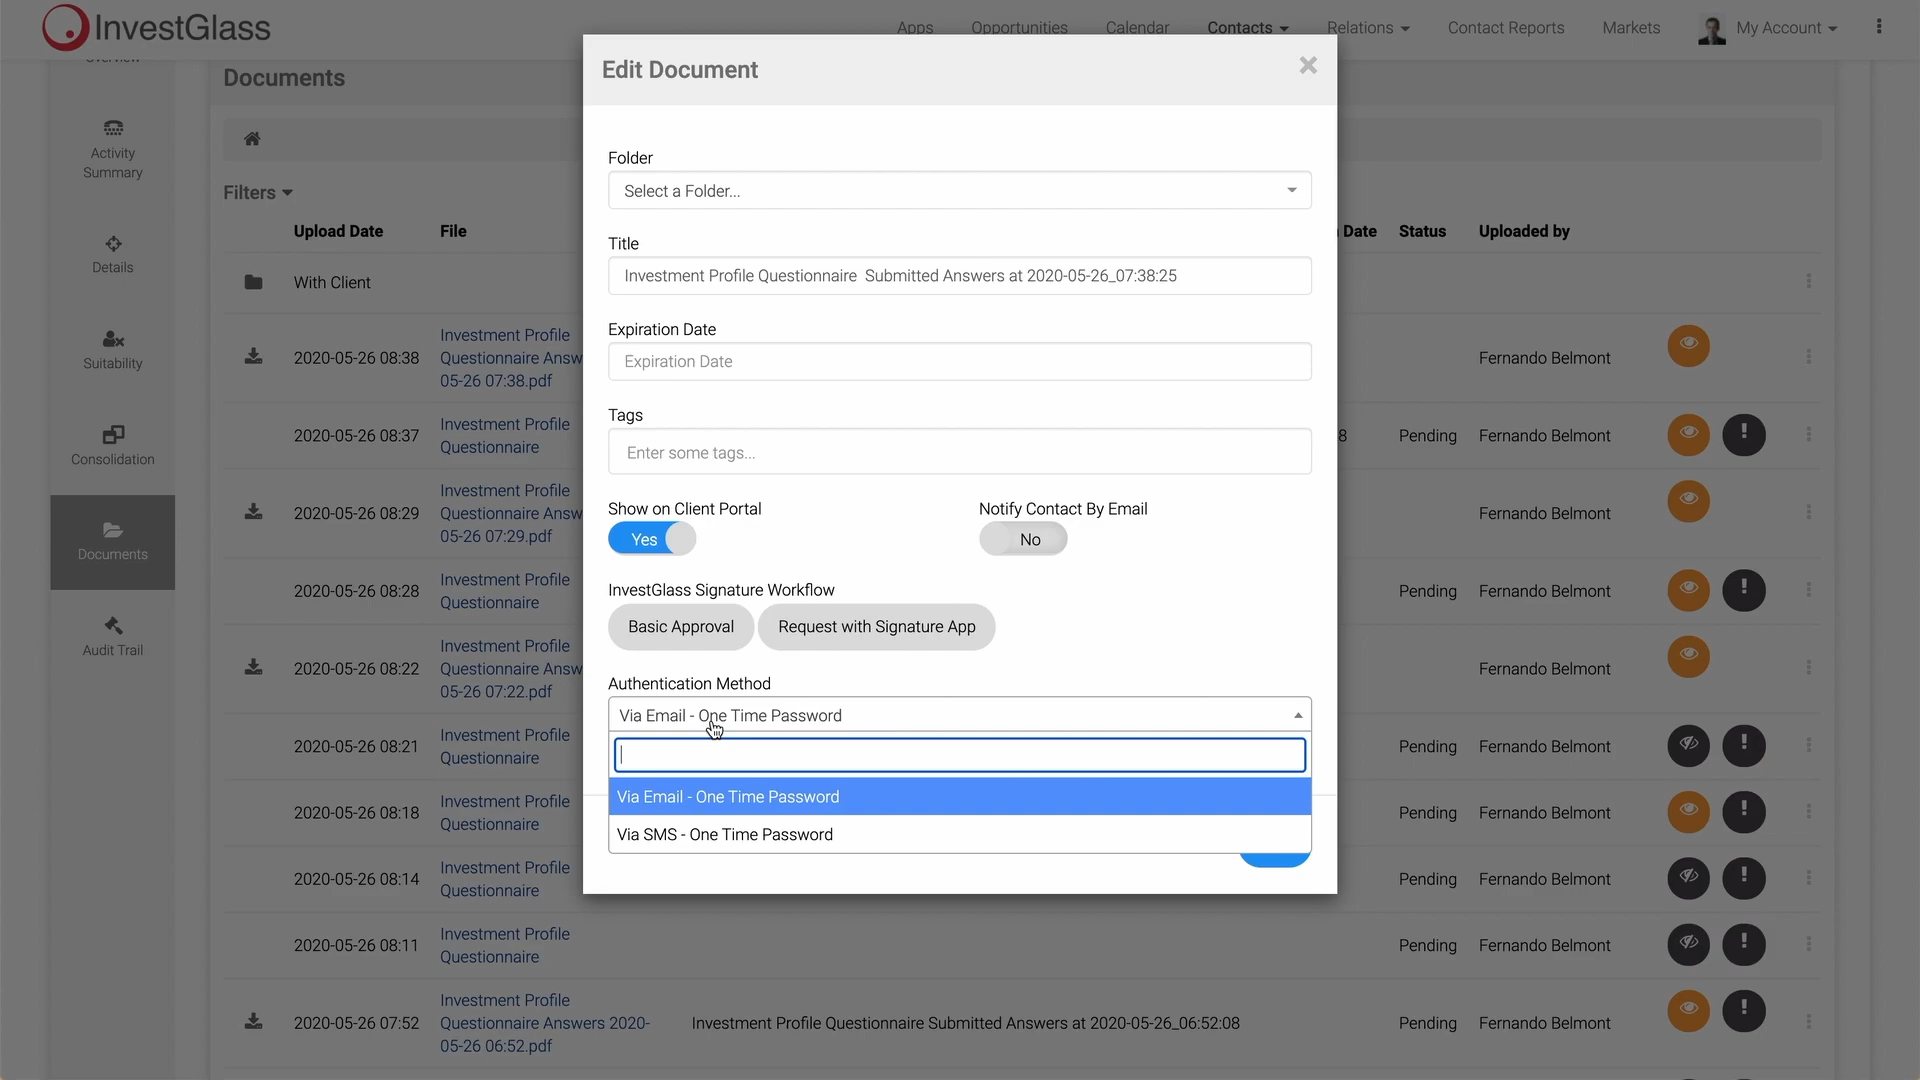 InvestGlass
Apps
Opportunities
Calendar
Contacts
Relations
Contact Reports
Markets
My Account
Overview
Activity
Summary
Details
Suitability
Consolidation
Documents
Audit Trail
Documents
Filters
Upload Date
File
Date
Status
Uploaded by
With Client
2020-05-26 08:38
Investment Profile
Questionnaire Answ
05-26 07:38.pdf
Fernando Belmont
2020-05-26 08:37
Investment Profile
Questionnaire
8
Pending
Fernando Belmont
2020-05-26 08:29
Investment Profile
Questionnaire Answ
05-26 07:29.pdf
Fernando Belmont
2020-05-26 08:28
Investment Profile
Questionnaire
Pending
Fernando Belmont
2020-05-26 08:22
Investment Profile
Questionnaire Answ
05-26 07:22.pdf
Fernando Belmont
2020-05-26 08:21
Investment Profile
Questionnaire
Pending
Fernando Belmont
2020-05-26 08:18
Investment Profile
Questionnaire
Pending
Fernando Belmont
2020-05-26 08:14
Investment Profile
Questionnaire
Pending
Fernando Belmont
2020-05-26 08:11
Investment Profile
Questionnaire
Pending
Fernando Belmont
2020-05-26 07:52
Investment Profile
Questionnaire Answers 2020-
05-26 06:52.pdf
Investment Profile Questionnaire Submitted Answers at 2020-05-26_06:52:08
Pending
Fernando Belmont
Edit Document
Folder
Select a Folder...
Title
Investment Profile Questionnaire  Submitted Answers at 2020-05-26_07:38:25
Expiration Date
Expiration Date
Tags
Enter some tags...
Show on Client Portal
Yes
Notify Contact By Email
No
InvestGlass Signature Workflow
Basic Approval
Request with Signature App
Authentication Method
Via Email - One Time Password
Via Email - One Time Password
Via SMS - One Time Password